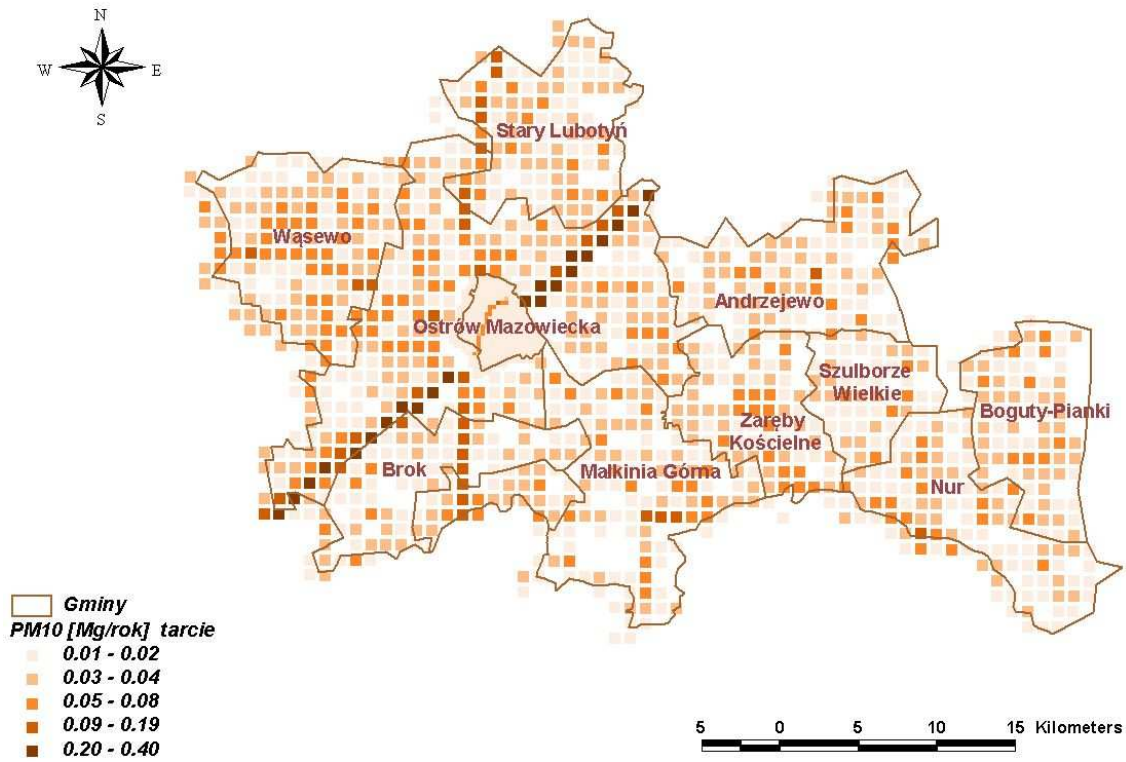 N
W E
S
Stary Lubotyń
Wąsewo
Andrzejewo
Ostrów Mazowiecka
Szulborze
Wielkie
Boguty-Pianki
Zaręby
Kościelne
Brok
Małkinia Górna
Nur
Gminy
PM10 [Mg/rok] tarcie
0.01 - 0.02
0.03 - 0.04
0.05 - 0.08
0.09 - 0.19
0.20 - 0.40
5 0 5 10 15 Kilometers